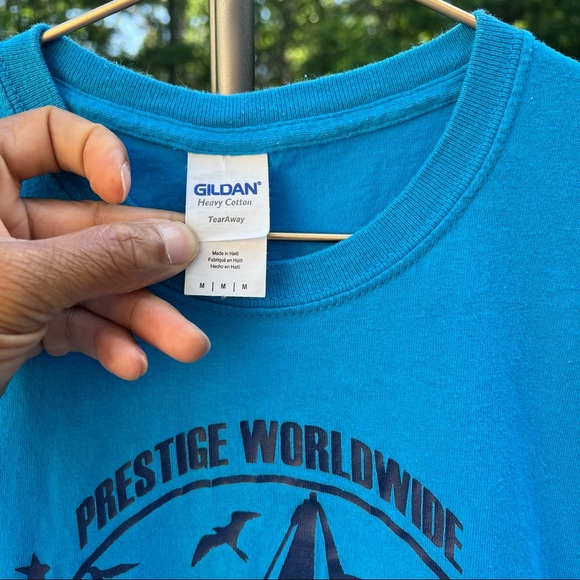 GILDAN®
Heavy Cotton
TearAway
Made in Haiti
Fabriqué en Haïti
Hecho en Haití
M | M | M
PRESTIGE WORLDWIDE